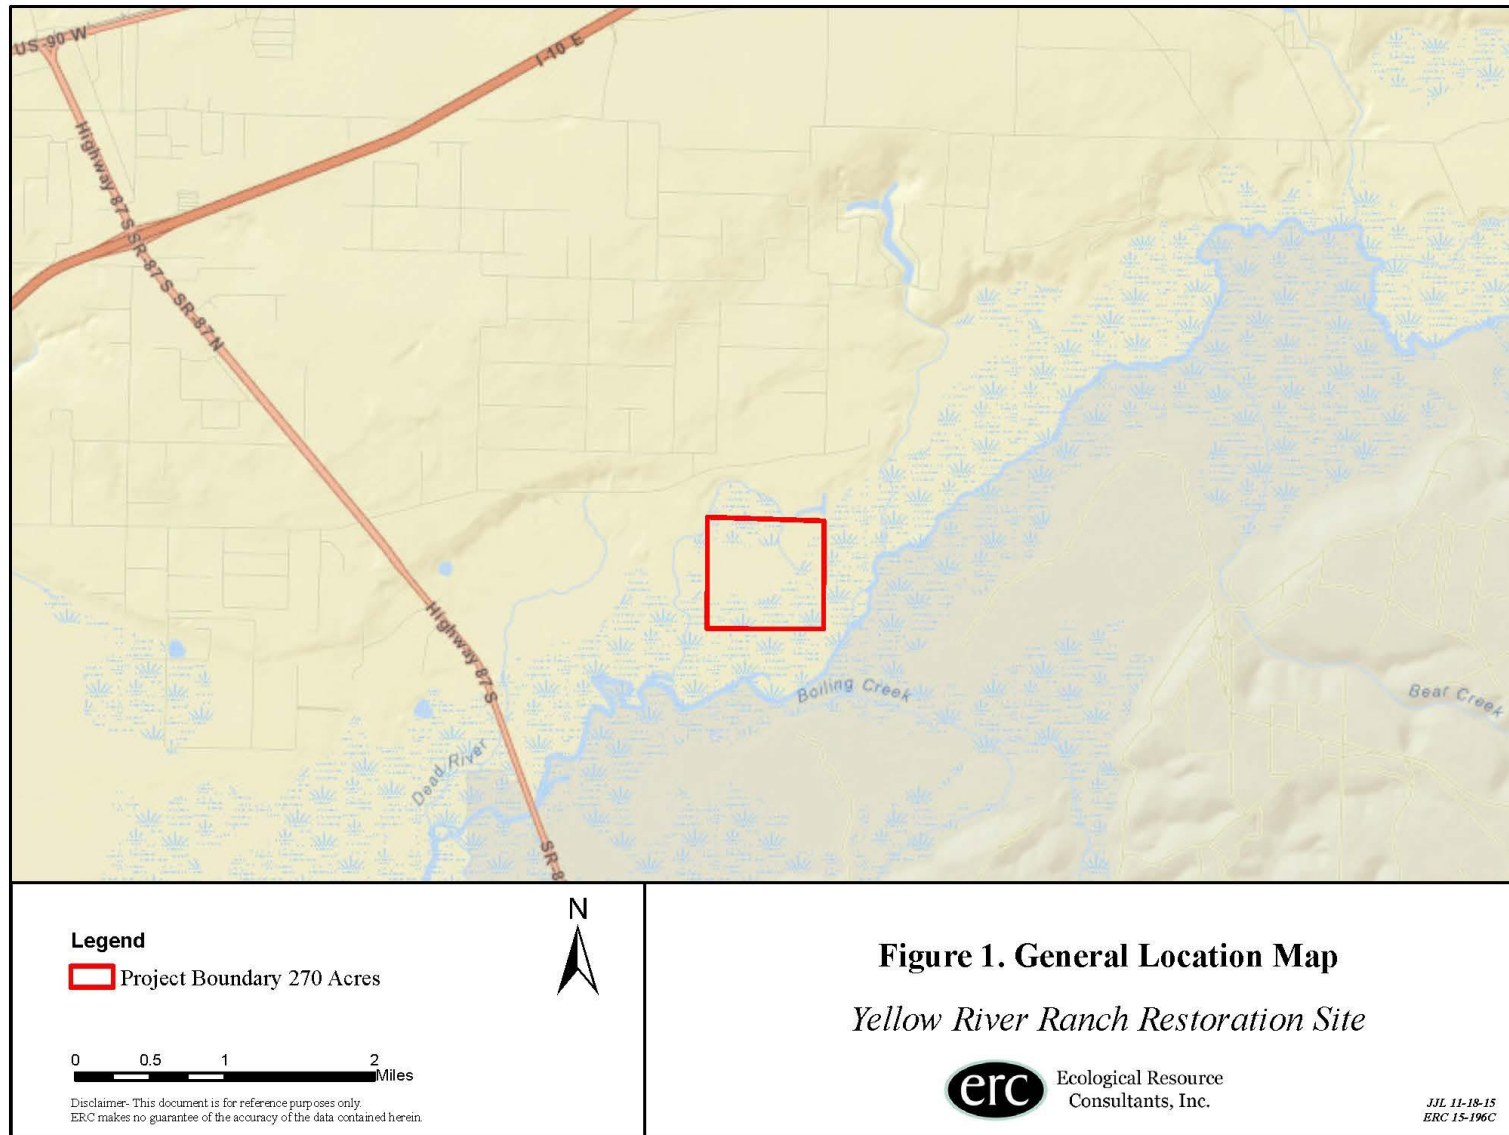 US-90 W
I-10 E
Highway 87 S SR-87 S SR-87 N
Highway 87 S
Boiling Creek
Bear Creek
Dead River
SR-8
Legend
Project Boundary 270 Acres
N
0 0.5 1 2
Miles
Disclaimer- This document is for reference purposes only.
ERC makes no guarantee of the accuracy of the data contained herein.
Figure 1. General Location Map
Yellow River Ranch Restoration Site
erc
Ecological Resource
Consultants, Inc.
JJL 11-18-15
ERC 15-196C